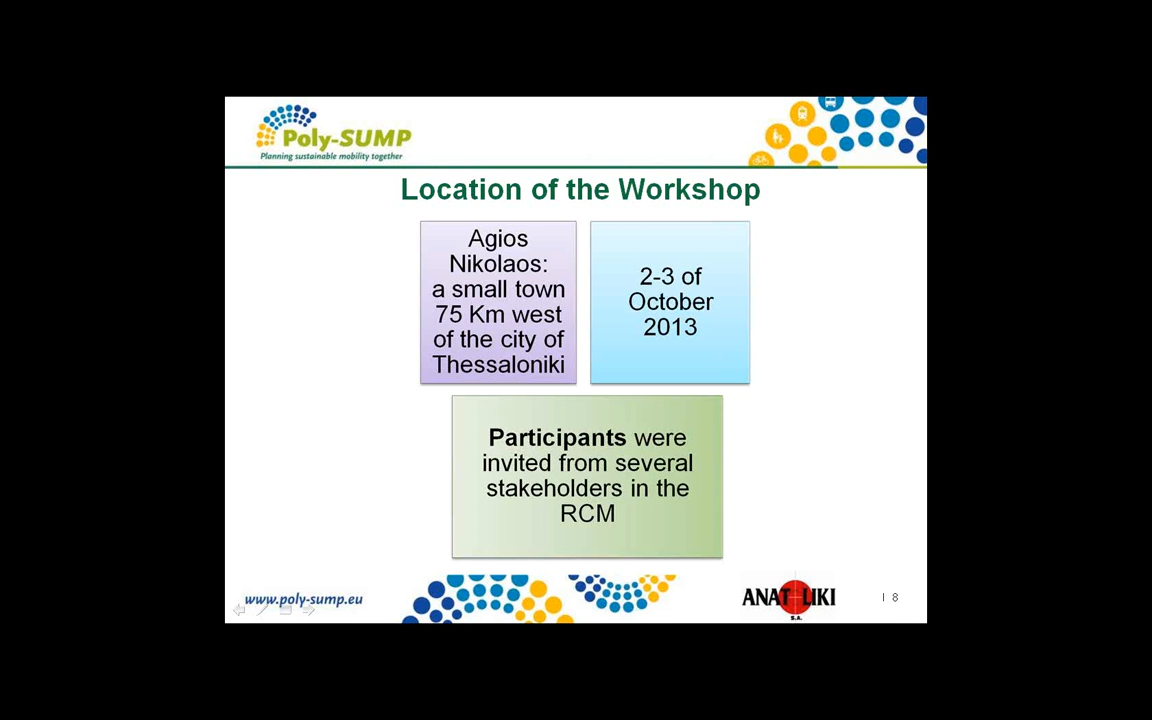 Poly-SUMP
Planning sustainable mobility together
Location of the Workshop
Agios
Nikolaos:
a small town
75 Km west
of the city of
Thessaloniki
2-3 of
October
2013
Participants were
invited from several
stakeholders in the
RCM
www.poly-sump.eu
ANATOLIKI
S.A.
I 8